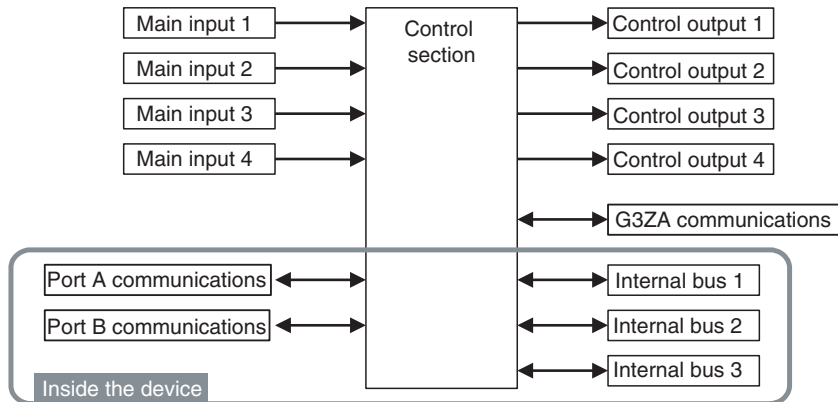 Main input 1
Main input 2
Main input 3
Main input 4
Control
section
Control output 1
Control output 2
Control output 3
Control output 4
G3ZA communications
Port A communications
Port B communications
Internal bus 1
Internal bus 2
Internal bus 3
Inside the device